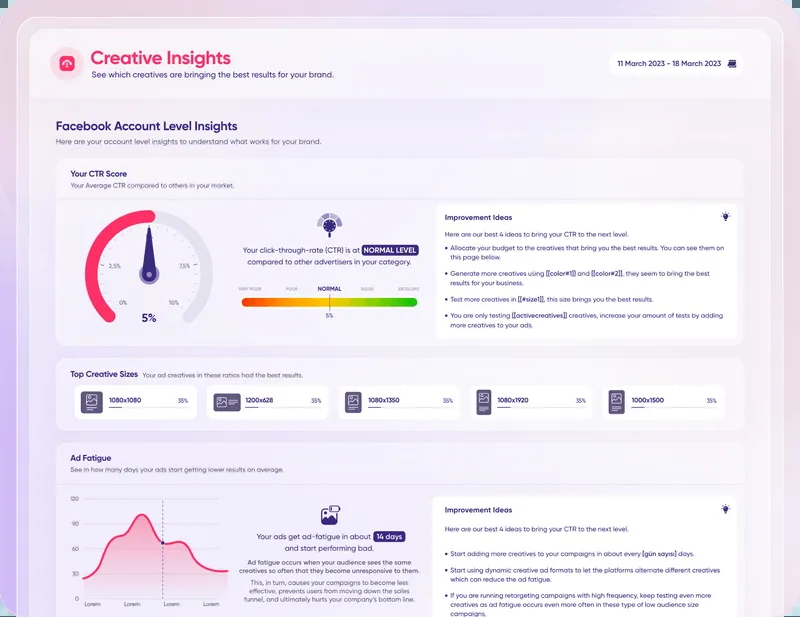 Creative Insights
See which creatives are bringing the best results for your brand.
11 March 2023 - 18 March 2023
Facebook Account Level Insights
Here are your account level insights to understand what works for your brand.
Your CTR Score
Your Average CTR compared to others in your market.
2,5%
7,5%
0%
10%
5%
Your click-through-rate (CTR) is at NORMAL LEVEL
compared to other advertisers in your category.
VERY POOR POOR NORMAL GOOD EXCELLENT
5%
Improvement Ideas
Here are our best 4 ideas to bring your CTR to the next level.
Allocate your budget to the creatives that bring you the best results. You can see them on
this page below.
Generate more creatives using [[color#1]] and [[color#2]], they seem to bring the best
results for your business.
Test more creatives in [[#size1]], this size brings you the best results.
You are only testing [[activecreatives]] creatives, increase your amount of tests by adding
more creatives to your ads.
Top Creative Sizes Your ad creatives in these ratios had the best results.
1080x1080 35%
1200x628 35%
1080x1350 35%
1080x1920 35%
1000x1500 35%
Ad Fatigue
See in how many days your ads start getting lower results on average.
120
90
60
30
0
Lorem Lorem Lorem Lorem
Your ads get ad-fatigue in about 14 days
and start performing bad.
Ad fatigue occurs when your audience sees the same
creatives so often that they become unresponsive to them.
This, in turn, causes your campaigns to become less
effective, prevents users from moving down the sales
funnel, and ultimately hurts your company's bottom line.
Improvement Ideas
Here are our best 4 ideas to bring your CTR to the next level.
Start adding more creatives to your campaigns in about every [gün sayısı] days.
Start using dynamic creative ad formats to let the platforms alternate different creatives
which can reduce the ad fatigue.
If you are running retargeting campaigns with high frequency, keep testing even more
creatives as ad fatigue occurs even more often in these type of low audience size
campaigns.